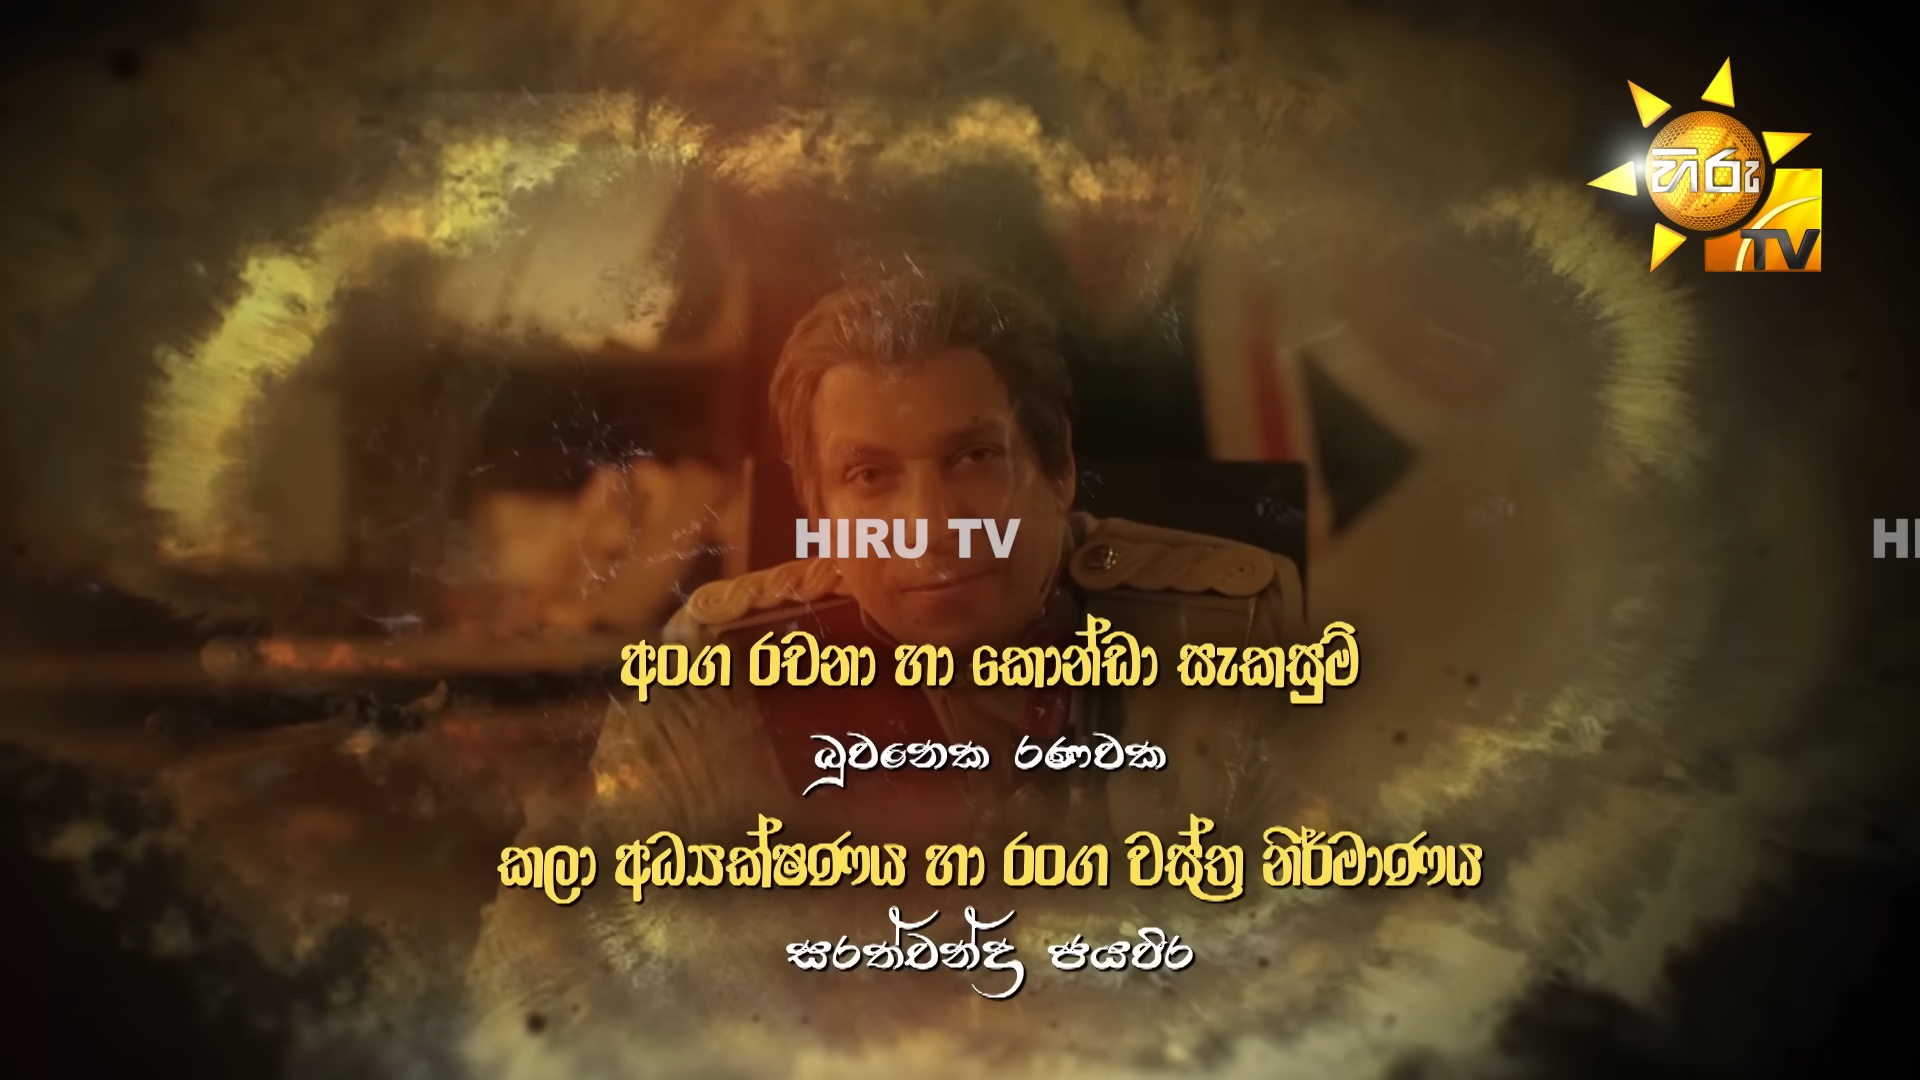 හිරු
TV
HIRU TV
HI
අංග රචනා හා කොන්ඩා සැකසුම්
බූවනෙක රණවක
කලා අධ්‍යක්ෂණය හා රංග වස්ත්‍ර නිර්මාණය
සරත්චන්ද්‍ර ජයවීර